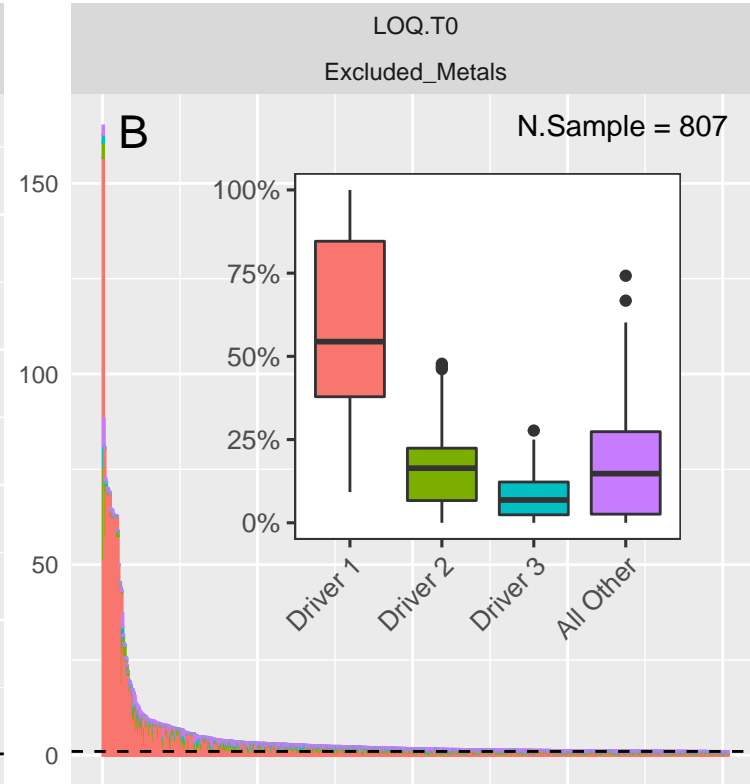 LOQ.T0
Excluded_Metals
B
N.Sample = 807
150
100
50
0
100%
75%
50%
25%
0%
Driver 1
Driver 2
Driver 3
All Other